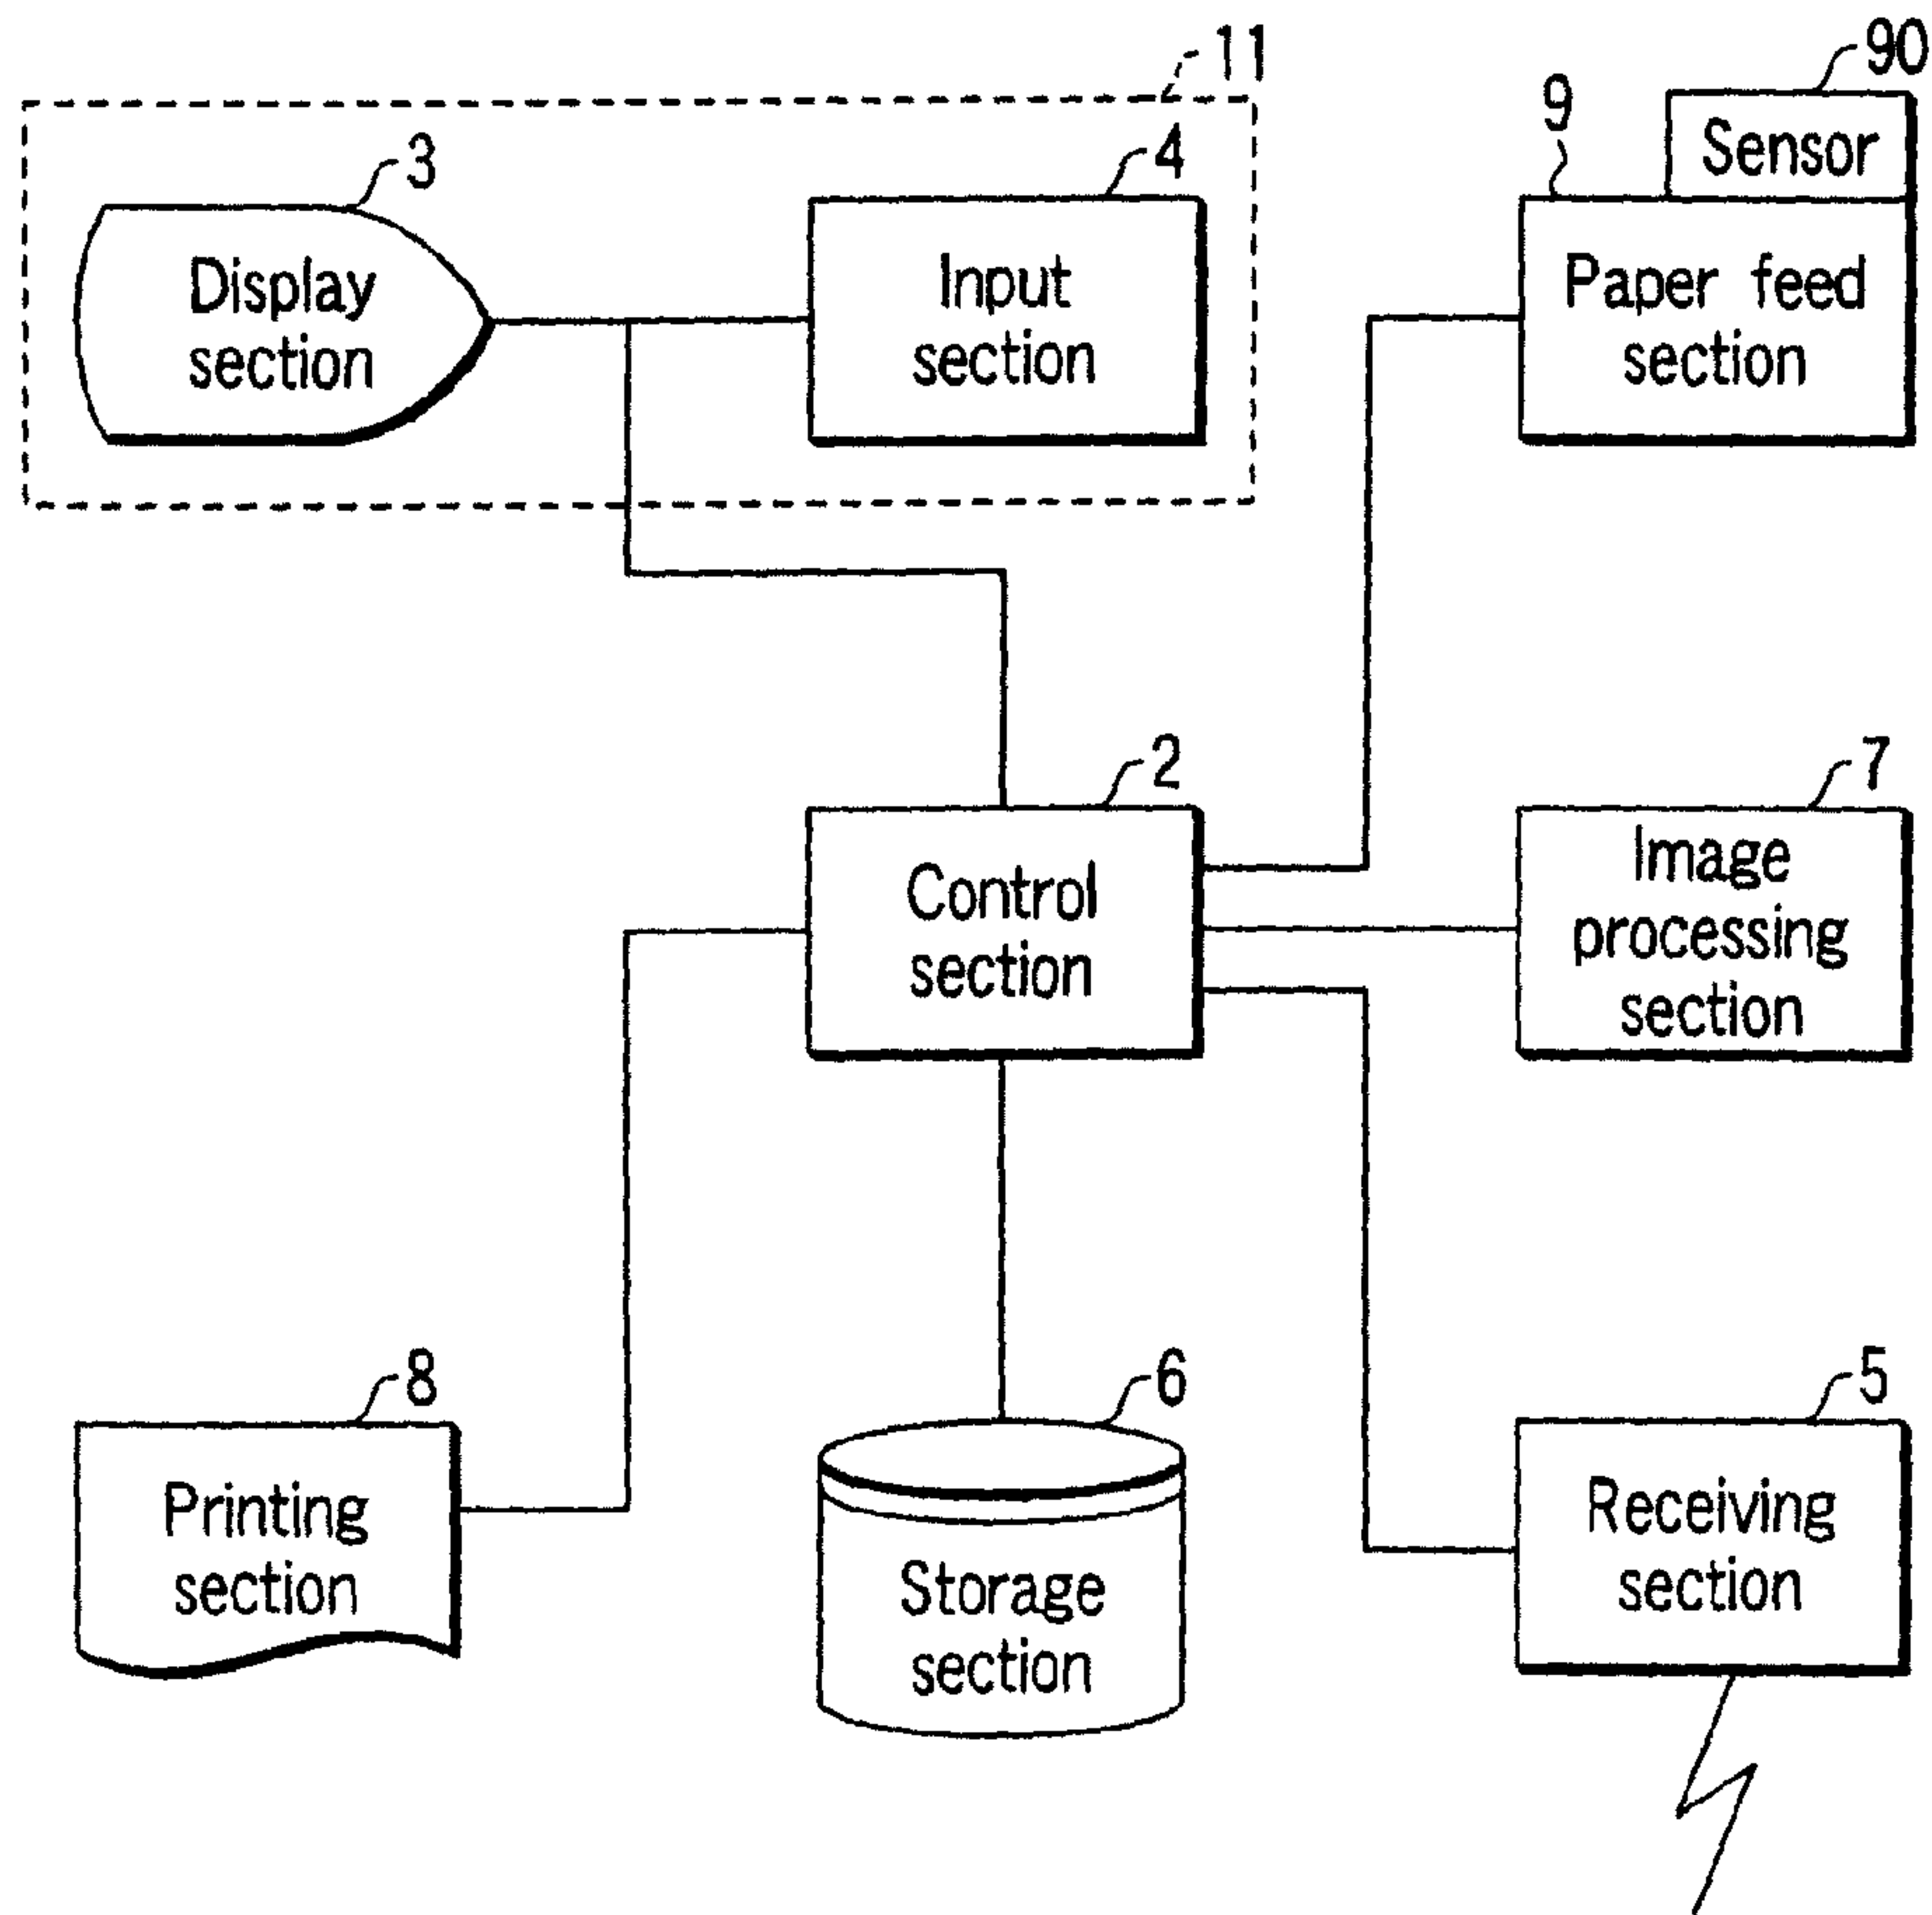 11
90
3
4
9
Sensor
Display
section
Input
section
Paper feed
section
2
7
Control
section
Image
processing
section
8
6
5
Printing
section
Storage
section
Receiving
section